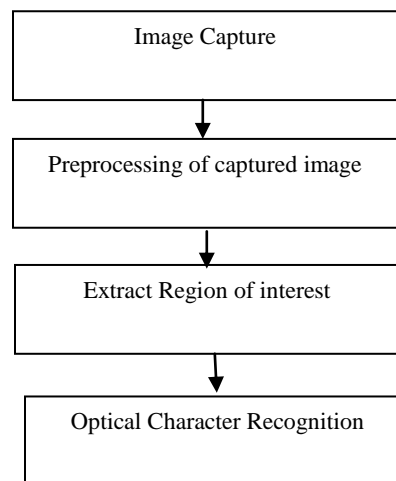 Image Capture
Preprocessing of captured image
Extract Region of interest
Optical Character Recognition